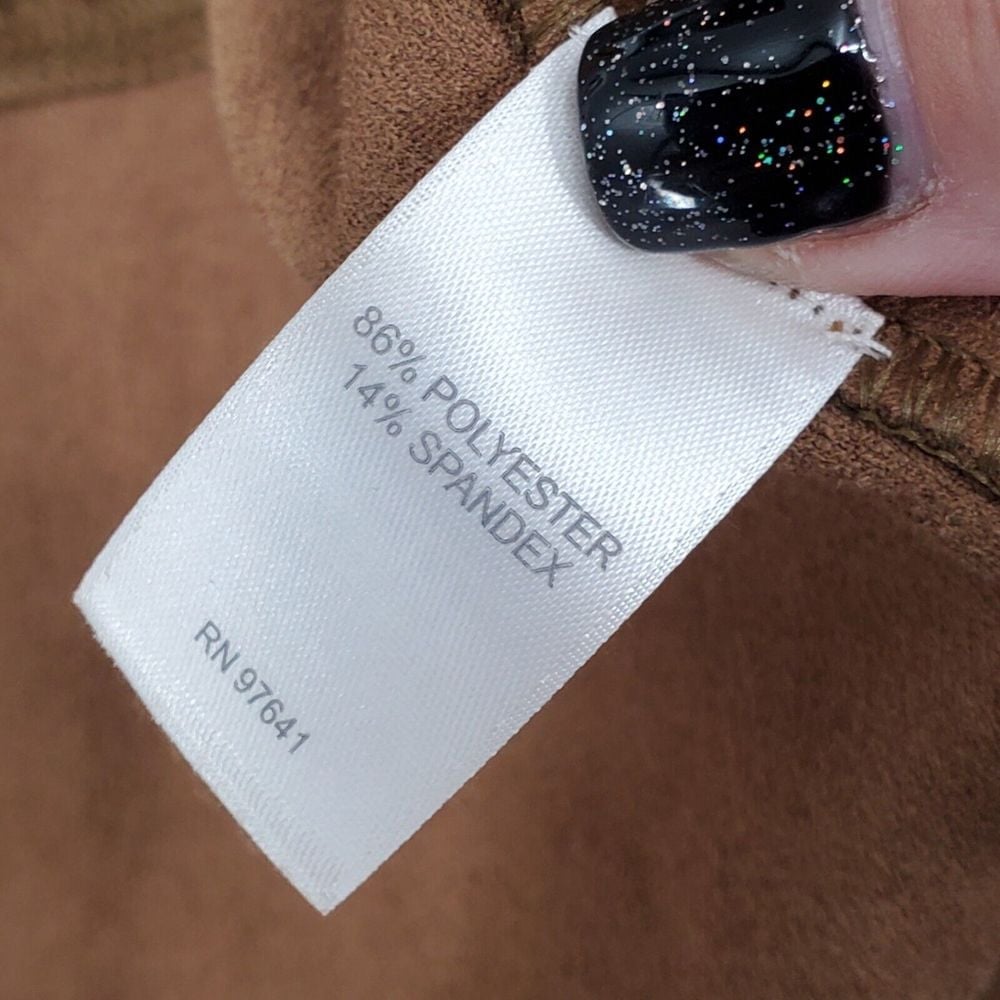 86% POLYESTER
14% SPANDEX
RN 97641